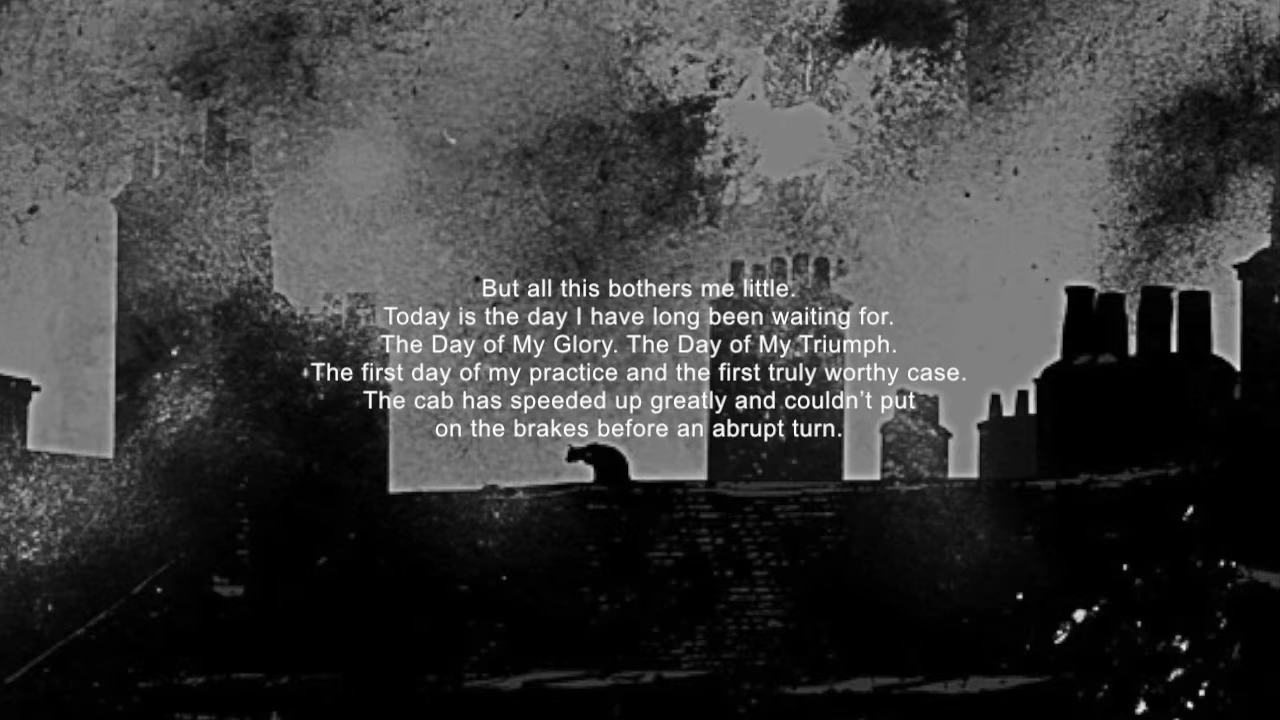 But all this bothers me little.
Today is the day I have long been waiting for.
The Day of My Glory. The Day of My Triumph.
The first day of my practice and the first truly worthy case.
The cab has speeded up greatly and couldn't put
on the brakes before an abrupt turn.